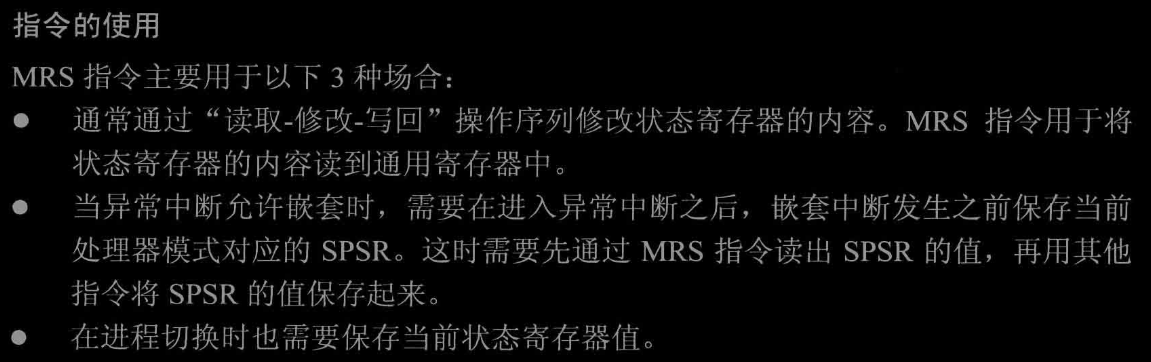 指令的使用
MRS 指令主要用于以下 3 种场合：
● 通常通过“读取-修改-写回”操作序列修改状态寄存器的内容。MRS 指令用于将
状态寄存器的内容读到通用寄存器中。
● 当异常中断允许嵌套时，需要在进入异常中断之后，嵌套中断发生之前保存当前
处理器模式对应的 SPSR。这时需要先通过 MRS 指令读出 SPSR 的值，再用其他
指令将 SPSR 的值保存起来。
● 在进程切换时也需要保存当前状态寄存器值。